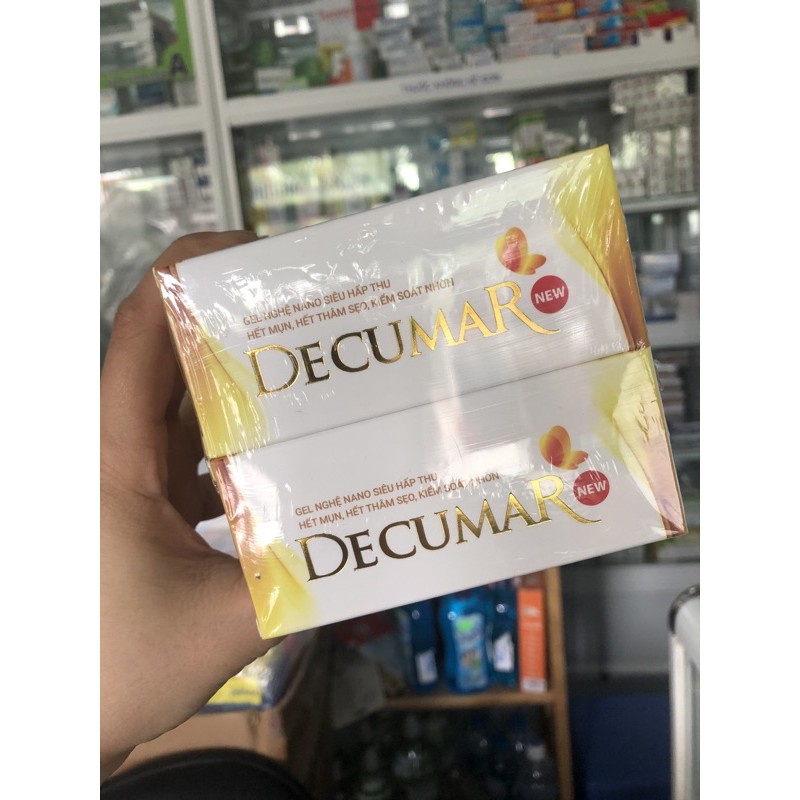 GEL NGHỆ NANO SIÊU HẤP THU
HẾT MỤN, HẾT THÂM SẸO, KIỂM SOÁT NHỜN
DECUMAR
NEW
GEL NGHỆ NANO SIÊU HẤP THU
HẾT MỤN, HẾT THÂM SẸO, KIỂM SOÁT NHỜN
DECUMAR
NEW